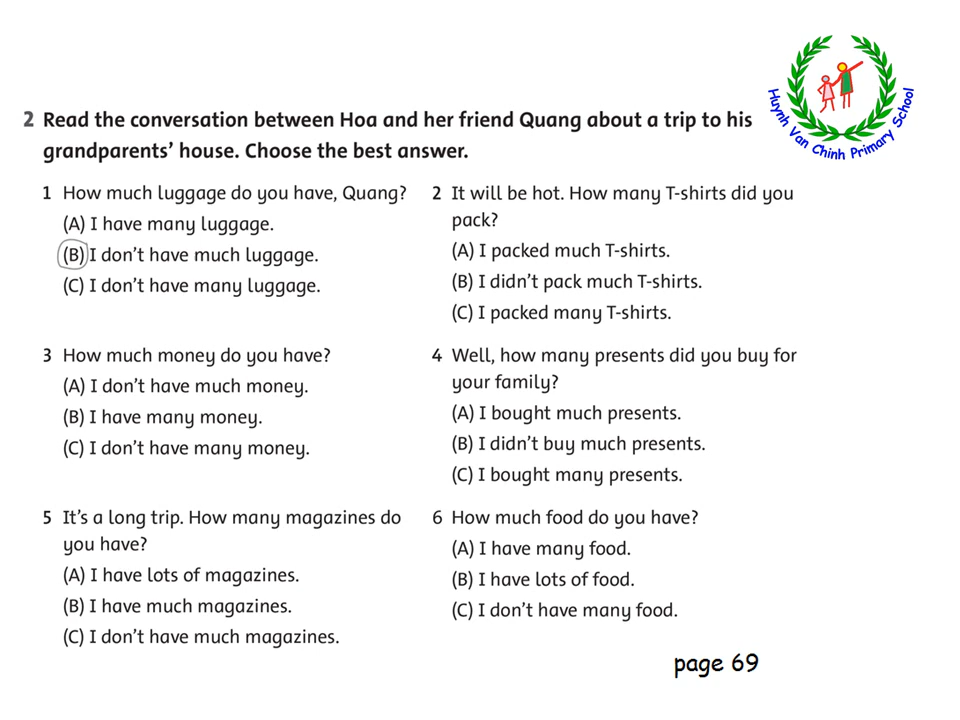 2 Read the conversation between Hoa and her friend Quang about a trip to his
grandparents' house. Choose the best answer.
1 How much luggage do you have, Quang?
(A) I have many luggage.
(B) I don't have much luggage.
(C) I don't have many luggage.
2 It will be hot. How many T-shirts did you
pack?
(A) I packed much T-shirts.
(B) I didn't pack much T-shirts.
(C) I packed many T-shirts.
3 How much money do you have?
(A) I don't have much money.
(B) I have many money.
(C) I don't have many money.
4 Well, how many presents did you buy for
your family?
(A) I bought much presents.
(B) I didn't buy much presents.
(C) I bought many presents.
5 It's a long trip. How many magazines do
you have?
(A) I have lots of magazines.
(B) I have much magazines.
(C) I don't have much magazines.
6 How much food do you have?
(A) I have many food.
(B) I have lots of food.
(C) I don't have many food.
page 69
Huynh Van Chinh Primary School